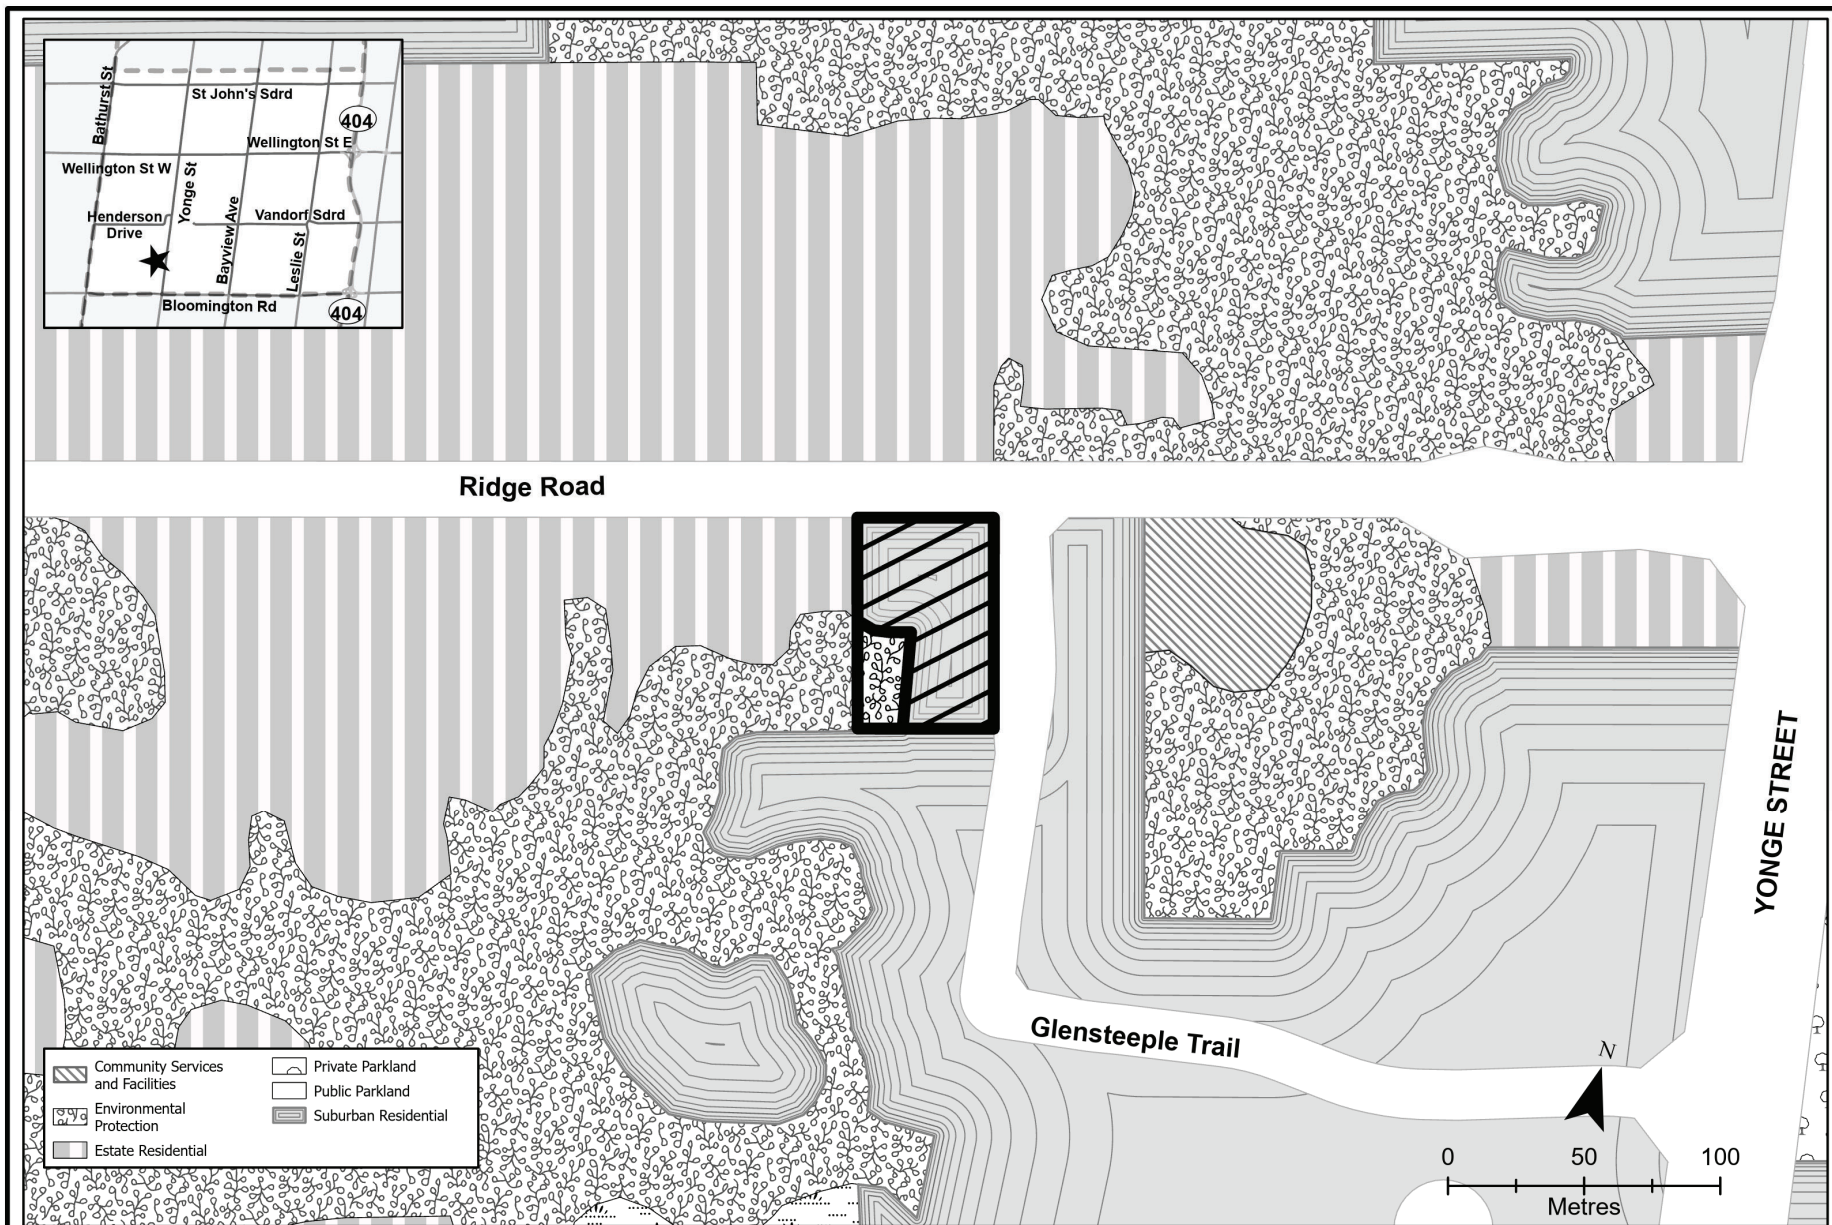 Bathurst St
St John's Sdrd
404
Wellington St E
Wellington St W
Yonge St
Henderson
Drive
Bayview Ave
Vandorf Sdrd
Leslie St
Bloomington Rd
404
Ridge Road
YONGE STREET
Glensteeple Trail
N
Community Services
and Facilities
Environmental
Protection
Estate Residential
Private Parkland
Public Parkland
Suburban Residential
0 50 100
Metres